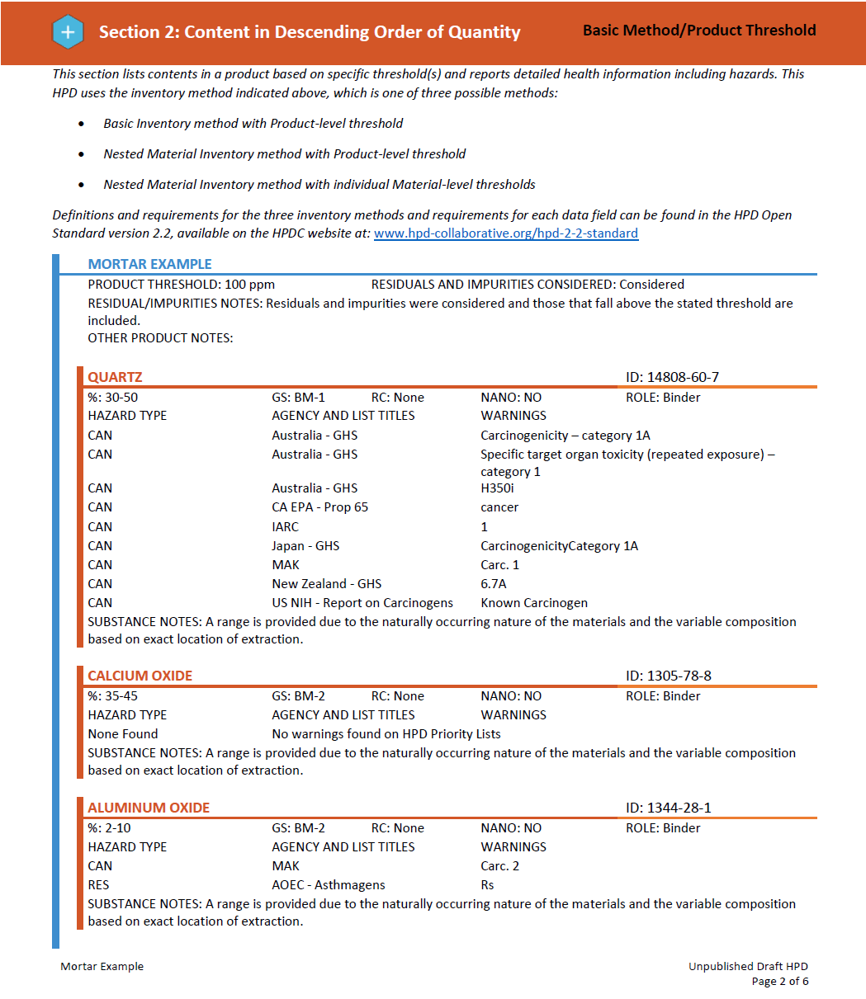 Section 2: Content in Descending Order of Quantity Basic Method/Product Threshold
This section lists contents in a product based on specific threshold(s) and reports detailed health information including hazards. This
HPD uses the inventory method indicated above, which is one of three possible methods:
• Basic Inventory method with Product-level threshold
• Nested Material Inventory method with Product-level threshold
• Nested Material Inventory method with individual Material-level thresholds
Definitions and requirements for the three inventory methods and requirements for each data field can be found in the HPD Open
Standard version 2.2, available on the HPDC website at: www.hpd-collaborative.org/hpd-2-2-standard
MORTAR EXAMPLE
PRODUCT THRESHOLD: 100 ppm RESIDUALS AND IMPURITIES CONSIDERED: Considered
RESIDUAL/IMPURITIES NOTES: Residuals and impurities were considered and those that fall above the stated threshold are
included.
OTHER PRODUCT NOTES:
QUARTZ ID: 14808-60-7
%: 30-50 GS: BM-1 RC: None NANO: NO ROLE: Binder
HAZARD TYPE AGENCY AND LIST TITLES WARNINGS
CAN Australia - GHS Carcinogenicity – category 1A
CAN Australia - GHS Specific target organ toxicity (repeated exposure) –
category 1
CAN Australia - GHS H350i
CAN CA EPA - Prop 65 cancer
CAN IARC 1
CAN Japan - GHS CarcinogenicityCategory 1A
CAN MAK Carc. 1
CAN New Zealand - GHS 6.7A
CAN US NIH - Report on Carcinogens Known Carcinogen
SUBSTANCE NOTES: A range is provided due to the naturally occurring nature of the materials and the variable composition
based on exact location of extraction.
CALCIUM OXIDE ID: 1305-78-8
%: 35-45 GS: BM-2 RC: None NANO: NO ROLE: Binder
HAZARD TYPE AGENCY AND LIST TITLES WARNINGS
None Found No warnings found on HPD Priority Lists
SUBSTANCE NOTES: A range is provided due to the naturally occurring nature of the materials and the variable composition
based on exact location of extraction.
ALUMINUM OXIDE ID: 1344-28-1
%: 2-10 GS: BM-2 RC: None NANO: NO ROLE: Binder
HAZARD TYPE AGENCY AND LIST TITLES WARNINGS
CAN MAK Carc. 2
RES AOEC - Asthmagens Rs
SUBSTANCE NOTES: A range is provided due to the naturally occurring nature of the materials and the variable composition
based on exact location of extraction.
Mortar Example Unpublished Draft HPD
Page 2 of 6